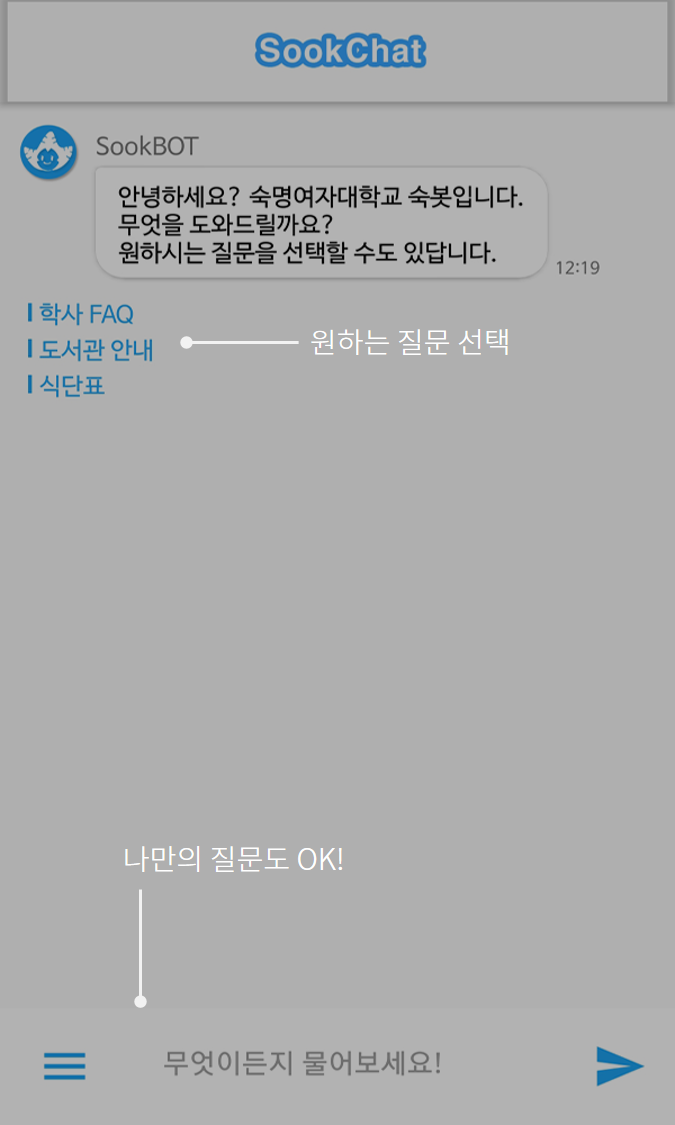 SookChat
SookBOT
안녕하세요? 숙명여자대학교 숙봇입니다.
무엇을 도와드릴까요?
원하시는 질문을 선택할 수도 있답니다.
12:19
학사 FAQ
도서관 안내
식단표
원하는 질문 선택
나만의 질문도 OK!
무엇이든지 물어보세요!